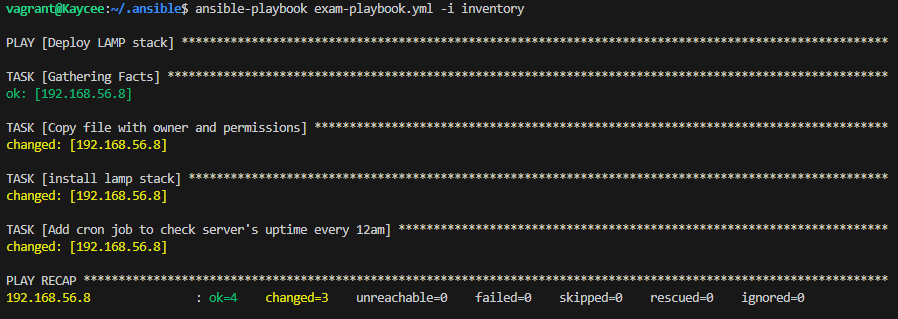 vagrant@Kaycee:~/.ansible$ ansible-playbook exam-playbook.yml -i inventory
PLAY [Deploy LAMP stack] *******************************************************************************************
TASK [Gathering Facts] *********************************************************************************************
ok: [192.168.56.8]
TASK [Copy file with owner and permissions] ************************************************************************
changed: [192.168.56.8]
TASK [install lamp stack] ******************************************************************************************
changed: [192.168.56.8]
TASK [Add cron job to check server's uptime every 12am] ************************************************************
changed: [192.168.56.8]
PLAY RECAP *********************************************************************************************************
192.168.56.8               : ok=4    changed=3    unreachable=0    failed=0    skipped=0    rescued=0    ignored=0